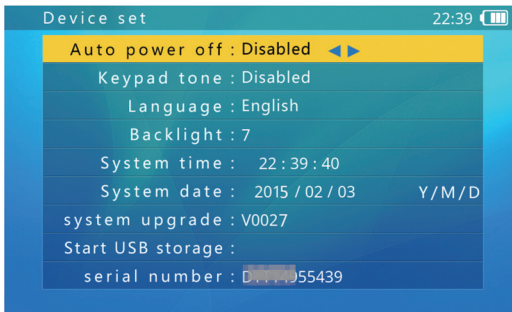 Device set 22:39
Auto power off : Disabled
Keypad tone : Disabled
Language : English
Backlight : 7
System time : 22 : 39 : 40
System date : 2015 / 02 / 03 Y/M/D
system upgrade : V0027
Start USB storage :
serial number :